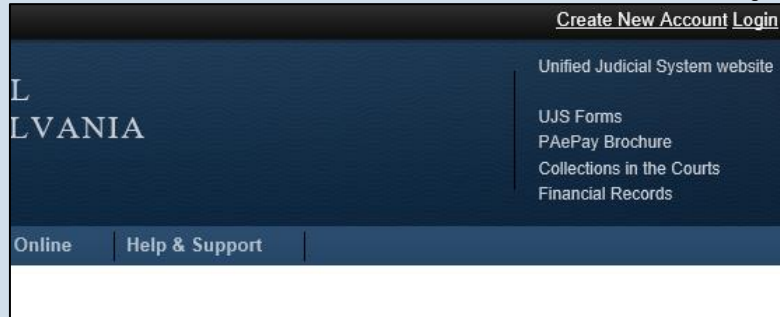 Create New Account Login
Unified Judicial System website
L
LVANIA
UJS Forms
PAePay Brochure
Collections in the Courts
Financial Records
Online Help & Support